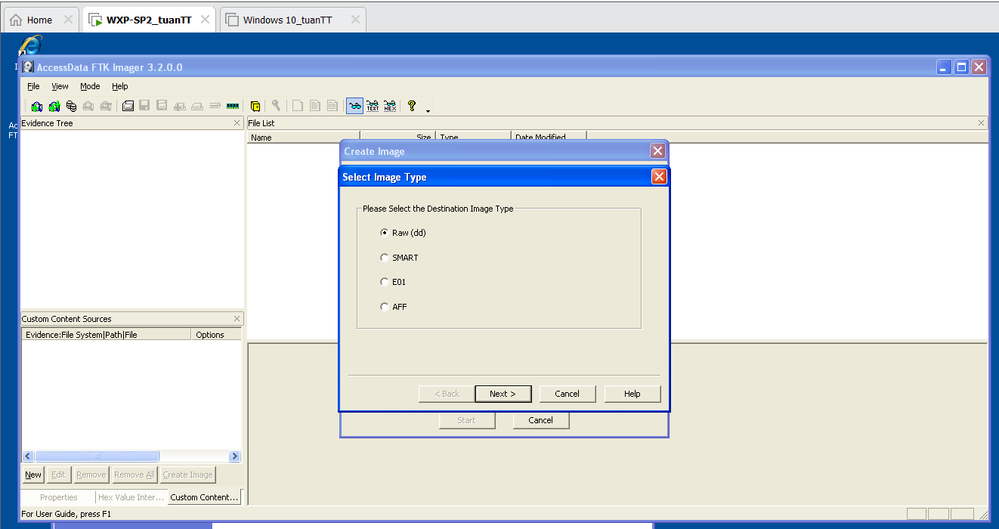 Home
WXP-SP2_tuanTT
Windows 10_tuanTT
AccessData FTK Imager 3.2.0.0
File View Mode Help
TEXT HEX
Evidence Tree
File List
Name Size Type Date Modified
Create Image
Select Image Type
Please Select the Destination Image Type
Raw (dd)
SMART
E01
AFF
< Back Next > Cancel Help
Start Cancel
Custom Content Sources
Evidence:File System|Path|File Options
New Edit Remove Remove All Create Image
Properties Hex Value Inter... Custom Content...
For User Guide, press F1